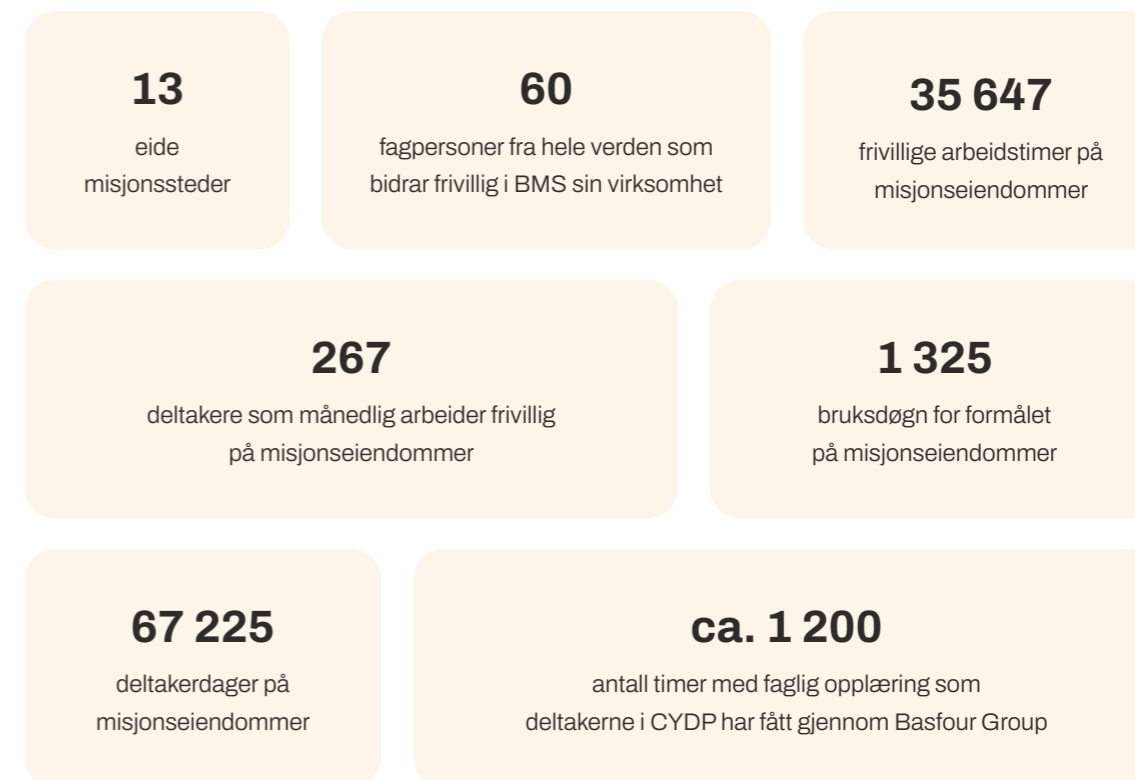 13
eide
misjonssteder
60
fagpersoner fra hele verden som
bidrar frivillig i BMS sin virksomhet
35 647
frivillige arbeidstimer på
misjonseiendommer
267
deltakere som månedlig arbeider frivillig
på misjonseiendommer
1 325
bruksdøgn for formålet
på misjonseiendommer
67 225
deltakerdager på
misjonseiendommer
ca. 1 200
antall timer med faglig opplæring som
deltakerne i CYDP har fått gjennom Basfour Group